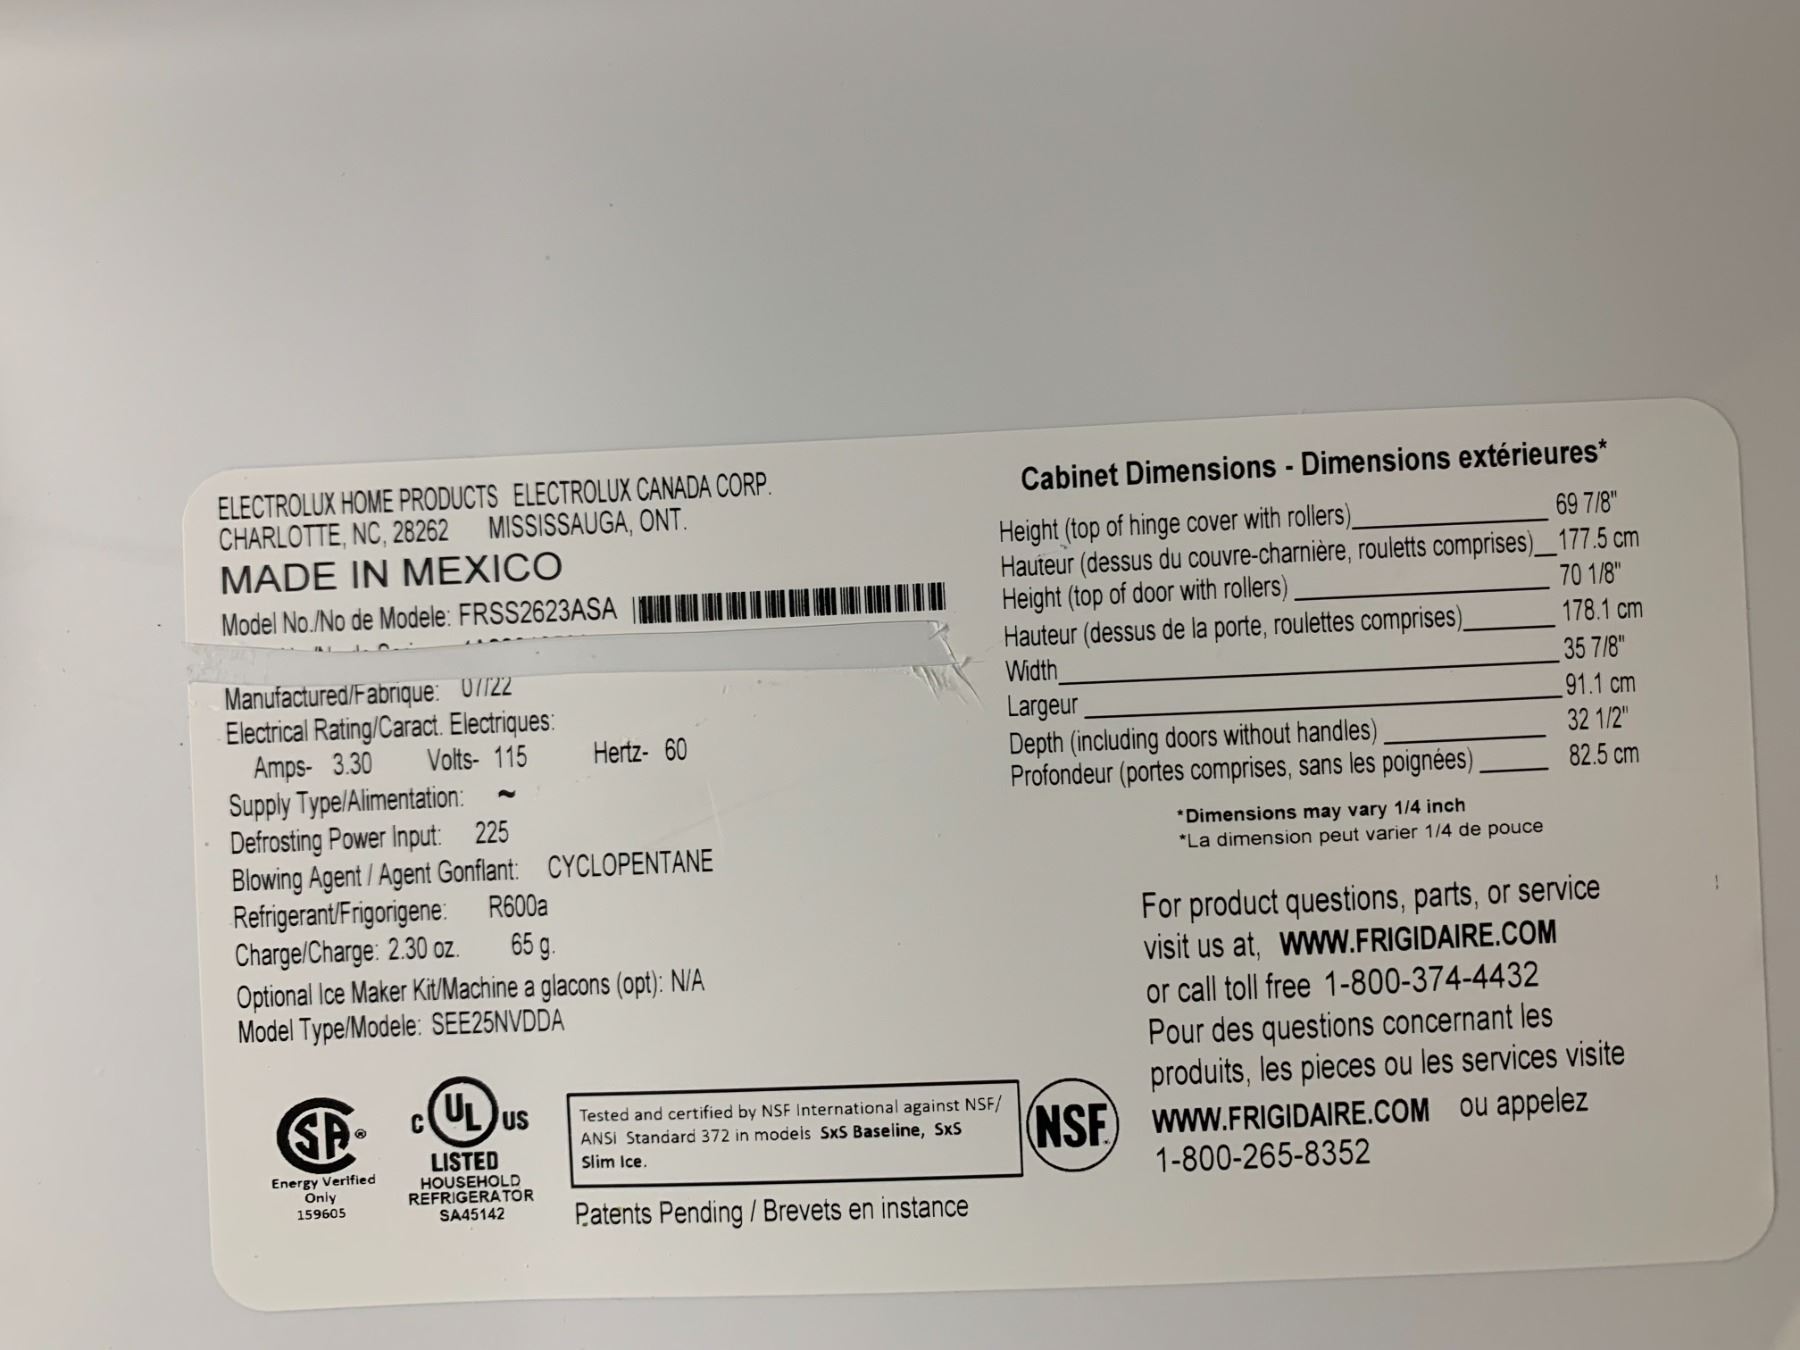 ELECTROLUX HOME PRODUCTS ELECTROLUX CANADA CORP.
CHARLOTTE, NC, 28262 MISSISSAUGA, ONT.
MADE IN MEXICO
Model No./No de Modele: FRSS2623ASA
Manufactured/Fabrique: 07/22
Electrical Rating/Caract. Electriques:
Amps- 3.30 Volts- 115 Hertz- 60
Supply Type/Alimentation: ~
Defrosting Power Input: 225
Blowing Agent / Agent Gonflant: CYCLOPENTANE
Refrigerant/Frigorigene: R600a
Charge/Charge: 2.30 oz. 65 g.
Optional Ice Maker Kit/Machine a glacons (opt): N/A
Model Type/Modele: SEE25NVDDA
SA®
Energy Verified
Only
159605
C UL US
LISTED
HOUSEHOLD
REFRIGERATOR
SA45142
Tested and certified by NSF International against NSF/
ANSi Standard 372 in models SxS Baseline, SxS
Slim Ice.
NSF
Patents Pending / Brevets en instance
Cabinet Dimensions - Dimensions extérieures*
Height (top of hinge cover with rollers) 69 7/8"
Hauteur (dessus du couvre-charnière, rouletts comprises) 177.5 cm
Height (top of door with rollers) 70 1/8"
Hauteur (dessus de la porte, roulettes comprises) 178.1 cm
Width 35 7/8"
Largeur 91.1 cm
Depth (including doors without handles) 32 1/2"
Profondeur (portes comprises, sans les poignées) 82.5 cm
*Dimensions may vary 1/4 inch
*La dimension peut varier 1/4 de pouce
For product questions, parts, or service
visit us at, WWW.FRIGIDAIRE.COM
or call toll free 1-800-374-4432
Pour des questions concernant les
produits, les pieces ou les services visite
WWW.FRIGIDAIRE.COM ou appelez
1-800-265-8352